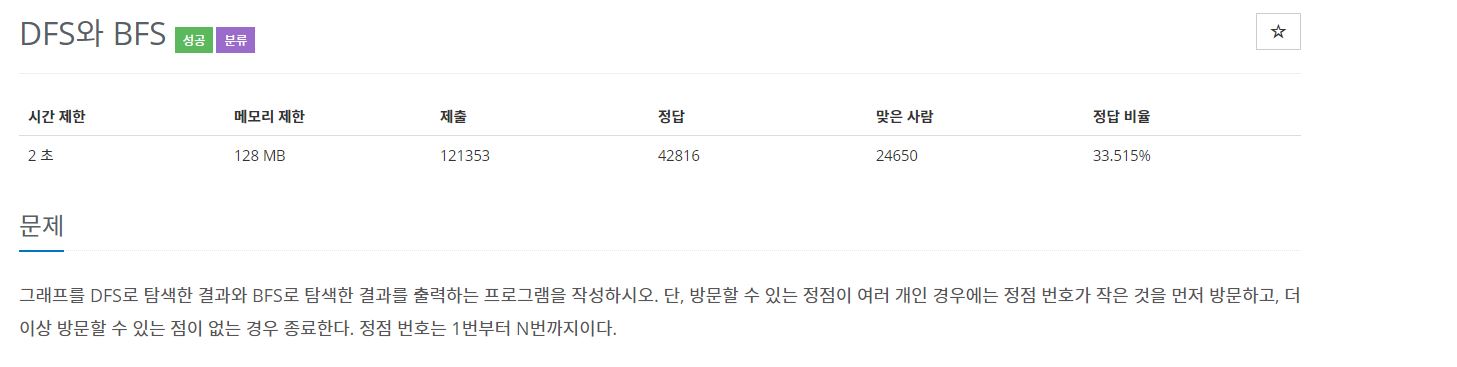 DFS와 BFS 성공 분류
시간 제한 메모리 제한 제출 정답 맞은 사람 정답 비율
2 초 128 MB 121353 42816 24650 33.515%
문제
그래프를 DFS로 탐색한 결과와 BFS로 탐색한 결과를 출력하는 프로그램을 작성하시오. 단, 방문할 수 있는 정점이 여러 개인 경우에는 정점 번호가 작은 것을 먼저 방문하고, 더
이상 방문할 수 있는 점이 없는 경우 종료한다. 정점 번호는 1번부터 N번까지이다.